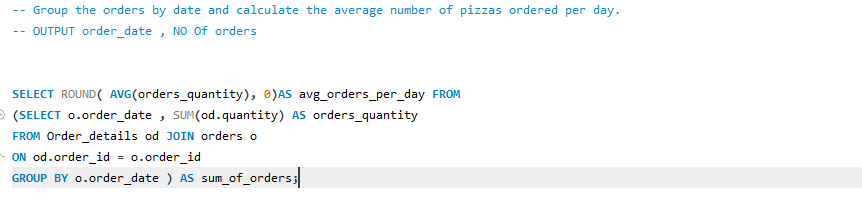 -- Group the orders by date and calculate the average number of pizzas ordered per day.
-- OUTPUT order_date , NO Of orders
SELECT ROUND( AVG(orders_quantity), 0)AS avg_orders_per_day FROM
(SELECT o.order_date , SUM(od.quantity) AS orders_quantity
FROM Order_details od JOIN orders o
ON od.order_id = o.order_id
GROUP BY o.order_date ) AS sum_of_orders;